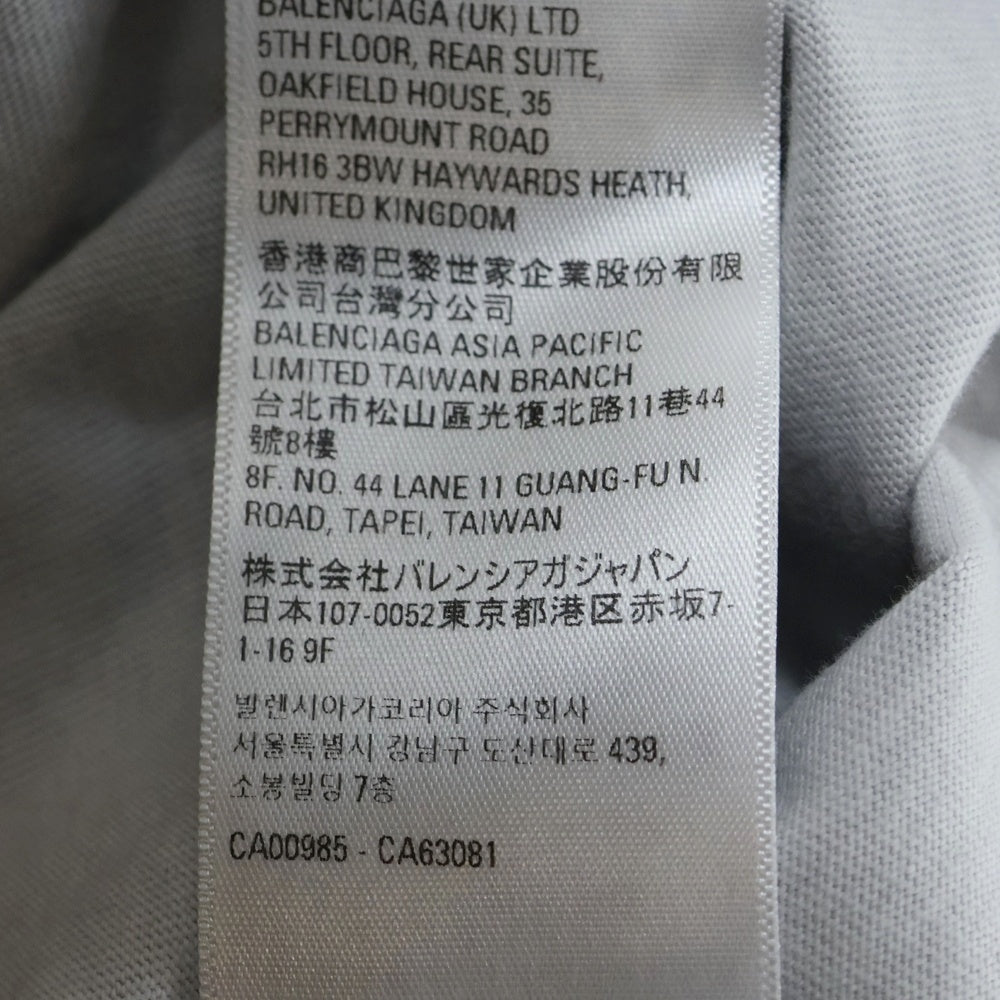 BALENCIAGA (UK) LTD
5TH FLOOR, REAR SUITE,
OAKFIELD HOUSE, 35
PERRYMOUNT ROAD
RH16 3BW HAYWARDS HEATH,
UNITED KINGDOM
香港商巴黎世家企業股份有限
公司台灣分公司
BALENCIAGA ASIA PACIFIC
LIMITED TAIWAN BRANCH
台北市松山區光復北路11巷44
號8樓
8F. NO. 44 LANE 11 GUANG-FU N.
ROAD, TAPEI, TAIWAN
株式会社バレンシアガジャパン
日本107-0052東京都港区赤坂7-
1-16 9F
발렌시아가코리아 주식회사
서울특별시 강남구 도산대로 439,
소봉빌딩 7층
CA00985 - CA63081